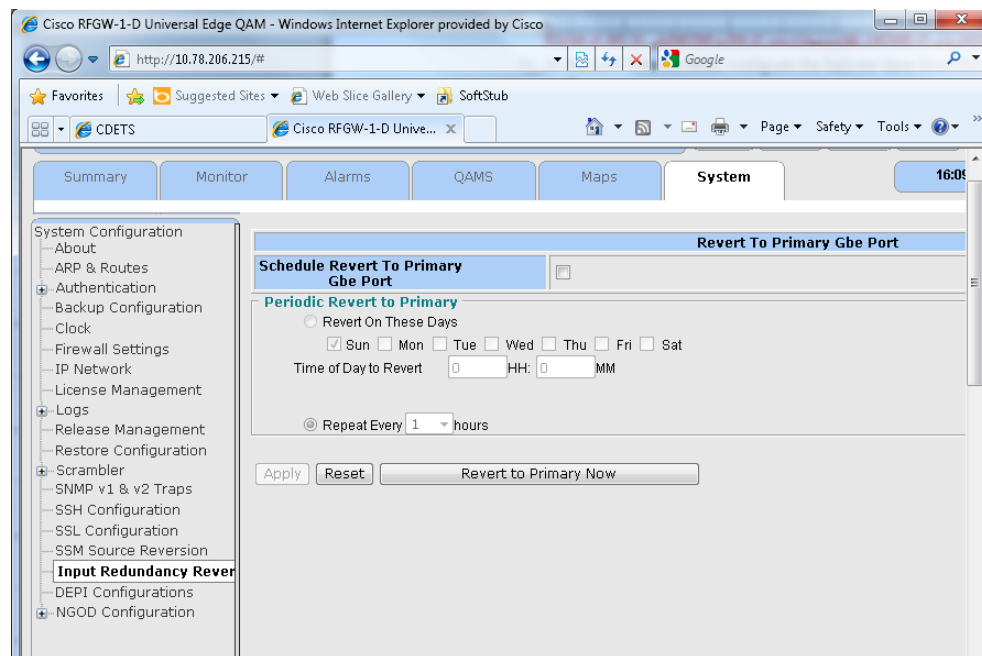 Cisco RFGW-1-D Universal Edge QAM - Windows Internet Explorer provided by Cisco
http://10.78.206.215/#
Google
Favorites Suggested Sites Web Slice Gallery SoftStub
CDETS Cisco RFGW-1-D Unive... Page Safety Tools »
Summary Monitor Alarms QAMS Maps System 16:09
System Configuration
About
ARP & Routes
Authentication
Backup Configuration
Clock
Firewall Settings
IP Network
License Management
Logs
Release Management
Restore Configuration
Scrambler
SNMP v1 & v2 Traps
SSH Configuration
SSL Configuration
SSM Source Reversion
Input Redundancy Rever
DEPI Configurations
NGOD Configuration
Revert To Primary Gbe Port
Schedule Revert To Primary
Gbe Port
Periodic Revert to Primary
Revert On These Days
Sun Mon Tue Wed Thu Fri Sat
Time of Day to Revert 0 HH: 0 MM
Repeat Every 1 hours
Apply Reset Revert to Primary Now